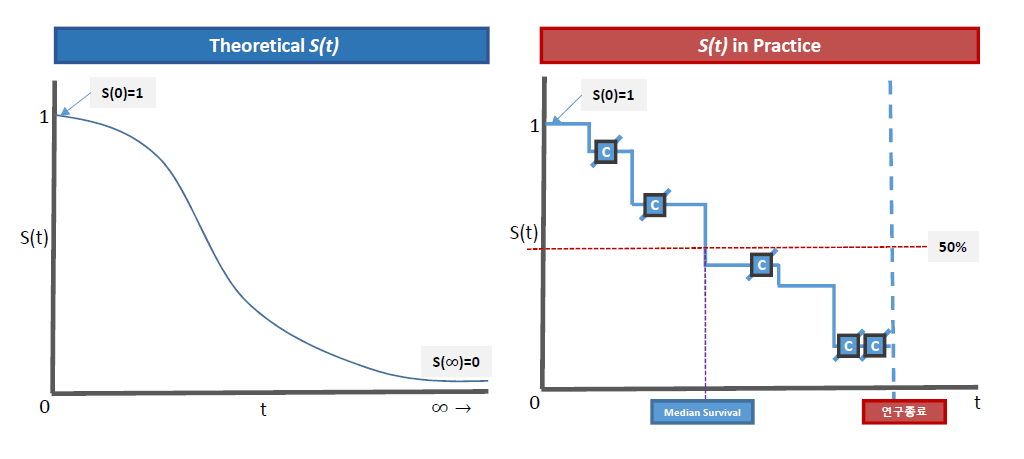 Theoretical S(t)
S(0)=1
1
S(t)
S(∞)=0
0
t
∞ →
S(t) in Practice
S(0)=1
1
C
C
S(t)
50%
C
C
C
0
Median Survival
연구종료
t